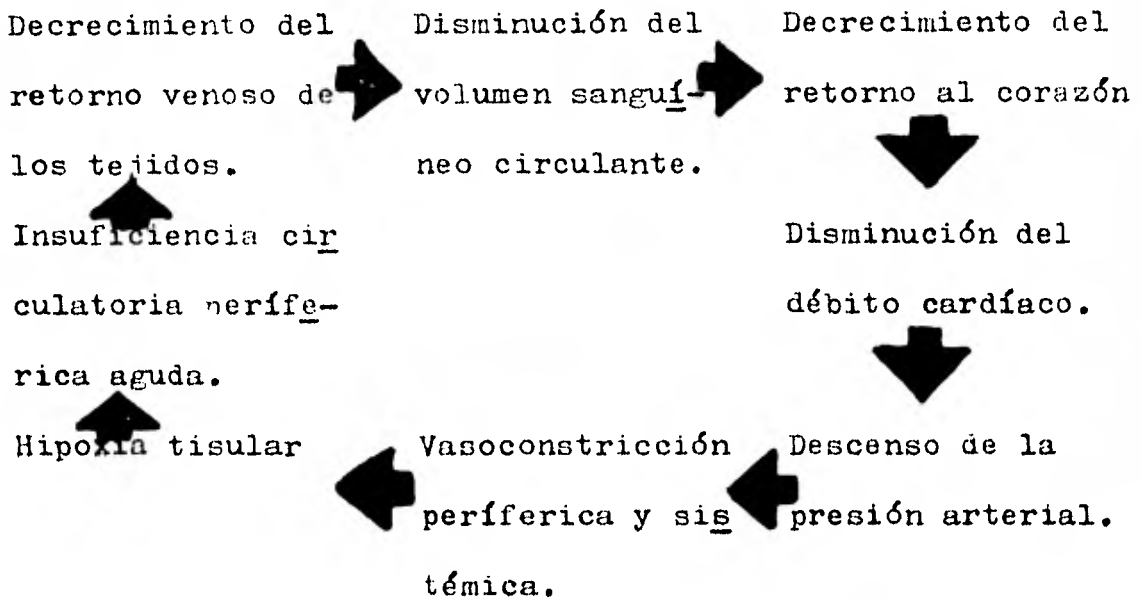 Decrecimiento del
retorno venoso de
los tejidos.
Disminución del
volumen sanguí-
neo circulante.
Decrecimiento del
retorno al corazón
Disminución del
débito cardíaco.
Descenso de la
presión arterial.
Vasoconstricción
períferica y sis
témica.
Hipoxia tisular
Insuficiencia cir
culatoria perífe-
rica aguda.